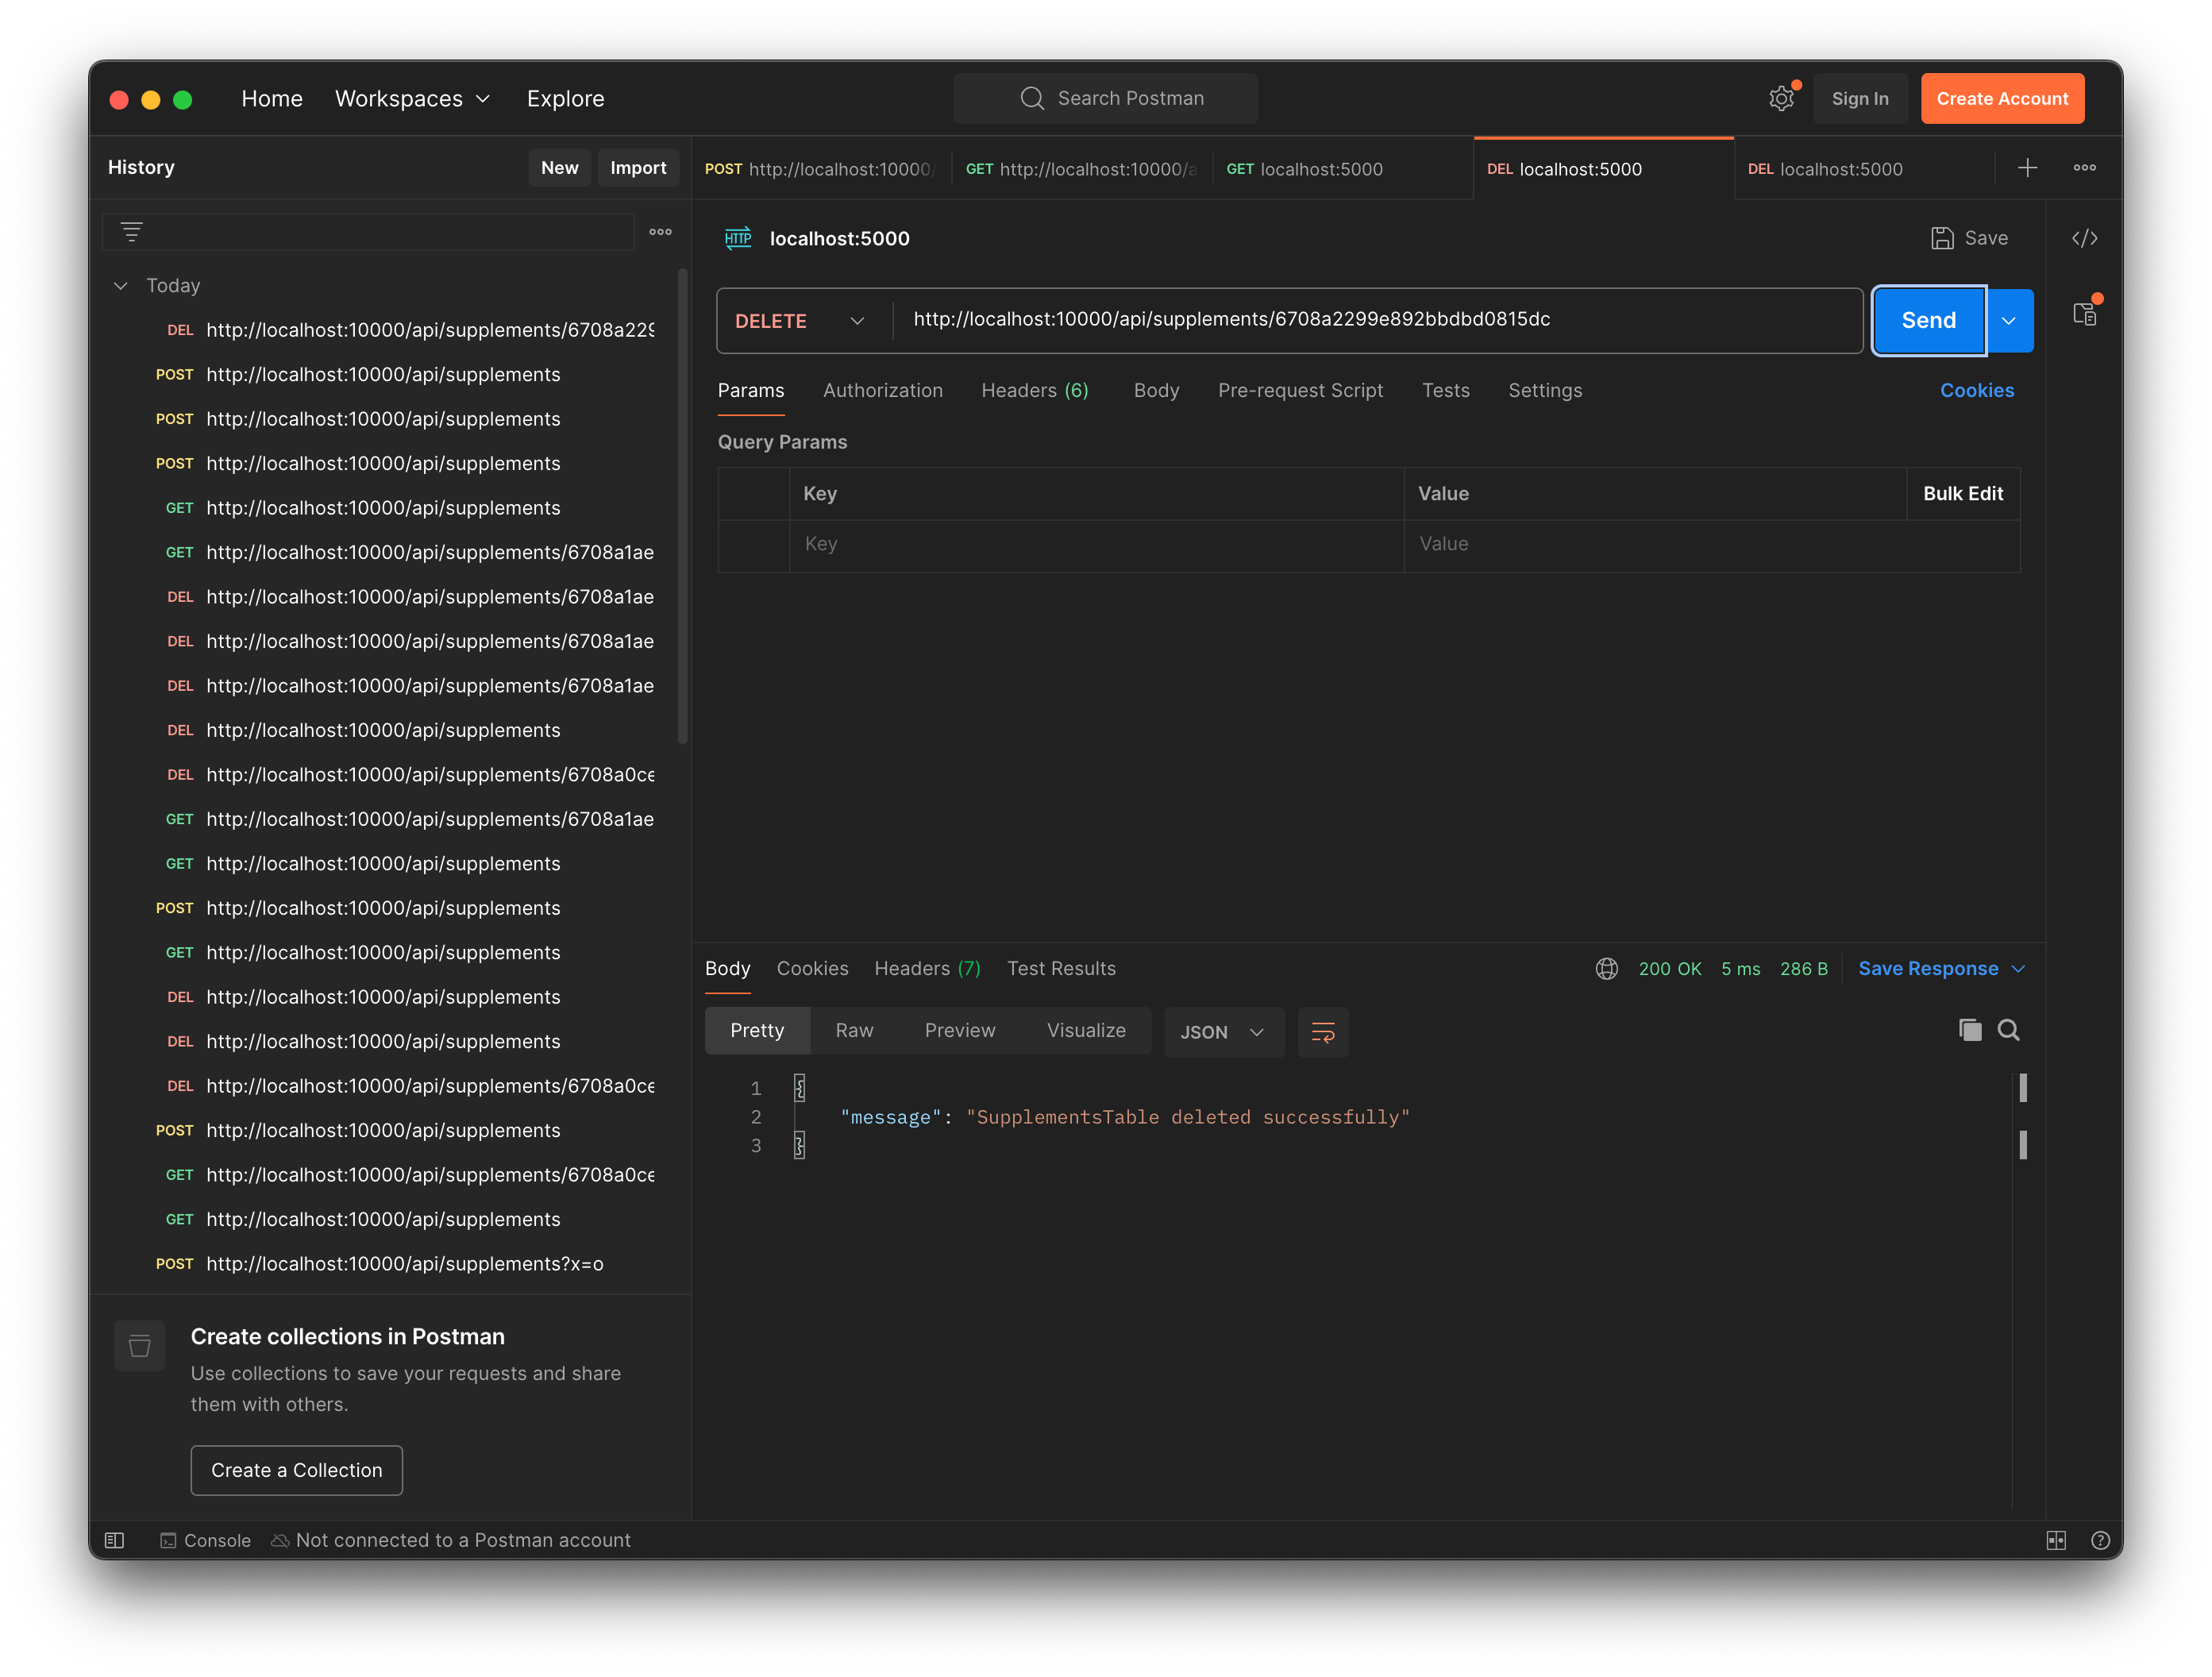 Home Workspaces Explore Search Postman Sign In Create Account
History New Import
POST http://localhost:10000/ GET http://localhost:10000/a GET localhost:5000 DEL localhost:5000 DEL localhost:5000
HTTP localhost:5000 Save
Today
DEL http://localhost:10000/api/supplements/6708a229
POST http://localhost:10000/api/supplements
POST http://localhost:10000/api/supplements
POST http://localhost:10000/api/supplements
GET http://localhost:10000/api/supplements
GET http://localhost:10000/api/supplements/6708a1ae
DEL http://localhost:10000/api/supplements/6708a1ae
DEL http://localhost:10000/api/supplements/6708a1ae
DEL http://localhost:10000/api/supplements/6708a1ae
DEL http://localhost:10000/api/supplements
DEL http://localhost:10000/api/supplements/6708a0ce
GET http://localhost:10000/api/supplements/6708a1ae
GET http://localhost:10000/api/supplements
POST http://localhost:10000/api/supplements
GET http://localhost:10000/api/supplements
DEL http://localhost:10000/api/supplements
DEL http://localhost:10000/api/supplements
DEL http://localhost:10000/api/supplements/6708a0ce
POST http://localhost:10000/api/supplements
GET http://localhost:10000/api/supplements/6708a0ce
GET http://localhost:10000/api/supplements
POST http://localhost:10000/api/supplements?x=o
Create collections in Postman
Use collections to save your requests and share
them with others.
Create a Collection
DELETE http://localhost:10000/api/supplements/6708a2299e892bbdbd0815dc Send
Params Authorization Headers (6) Body Pre-request Script Tests Settings Cookies
Query Params
Key Value Bulk Edit
Key Value
Body Cookies Headers (7) Test Results 200 OK 5 ms 286 B Save Response
Pretty Raw Preview Visualize JSON
1 {
2 "message": "SupplementsTable deleted successfully"
3 }
Console Not connected to a Postman account